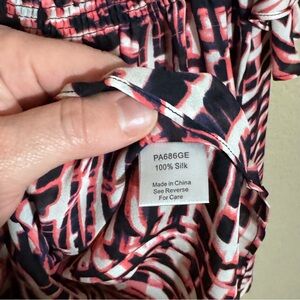 PA686GE
100% Silk
Made in China
See Reverse
For Care